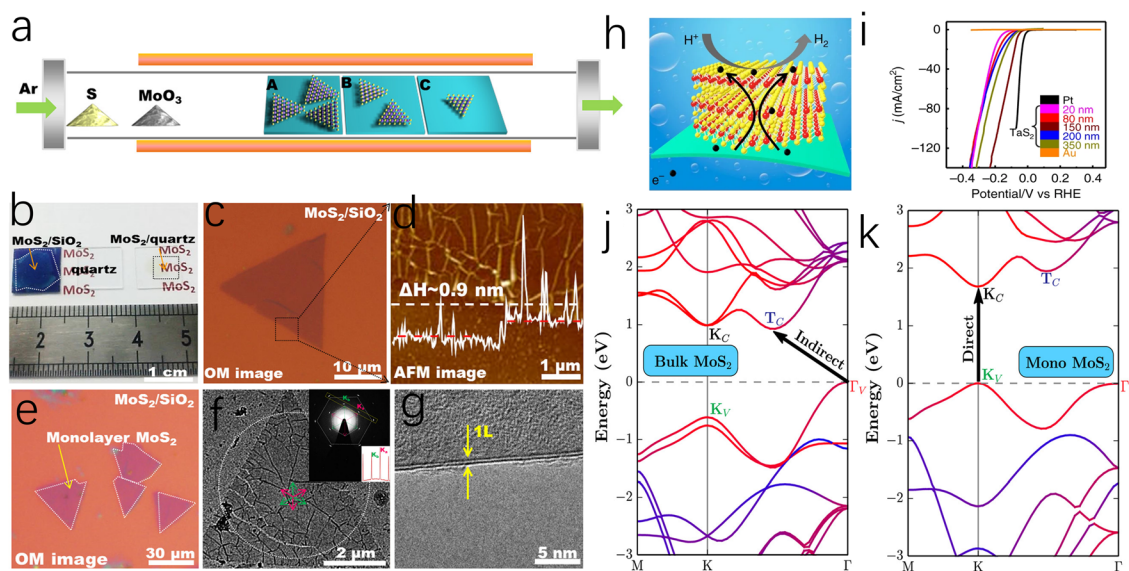 a
Ar
S
MoO3
A
B
C
b
MoS2/SiO2
MoS2/quartz
MoS2
MoS2
quartz
MoS2
MoS2
MoS2
2
3
4
5
1 cm
c
MoS2/SiO2
OM image
10 μm
d
ΔH~0.9 nm
AFM image
1 μm
e
MoS2/SiO2
Monolayer MoS2
OM image
30 μm
f
2 μm
g
1L
5 nm
h
H+
H2
e-
i
j (mA/cm2)
0
−40
−80
−120
Pt
20 nm
80 nm
150 nm
200 nm
350 nm
Au
TaS2
−0.4
−0.2
0.0
0.2
0.4
Potential/V vs RHE
j
Energy (eV)
3
2
1
0
−1
−2
−3
KC
TC
Bulk MoS2
Indirect
ΓV
KV
M
K
Γ
k
Energy (eV)
3
2
1
0
−1
−2
−3
TC
KC
Direct
Mono MoS2
KV
Γ
M
K
Γ